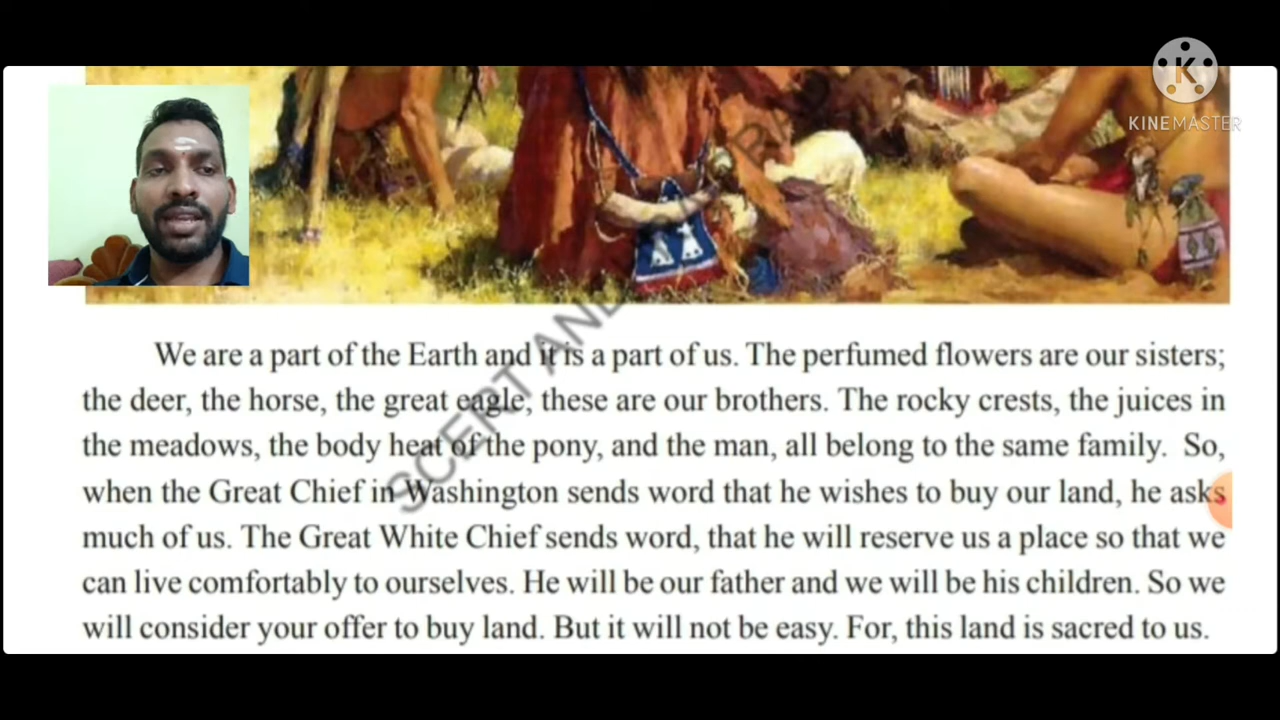 KINEMASTER
We are a part of the Earth and it is a part of us. The perfumed flowers are our sisters;
the deer, the horse, the great eagle, these are our brothers. The rocky crests, the juices in
the meadows, the body heat of the pony, and the man, all belong to the same family. So,
when the Great Chief in Washington sends word that he wishes to buy our land, he asks
much of us. The Great White Chief sends word, that he will reserve us a place so that we
can live comfortably to ourselves. He will be our father and we will be his children. So we
will consider your offer to buy land. But it will not be easy. For, this land is sacred to us.
SCERT AND